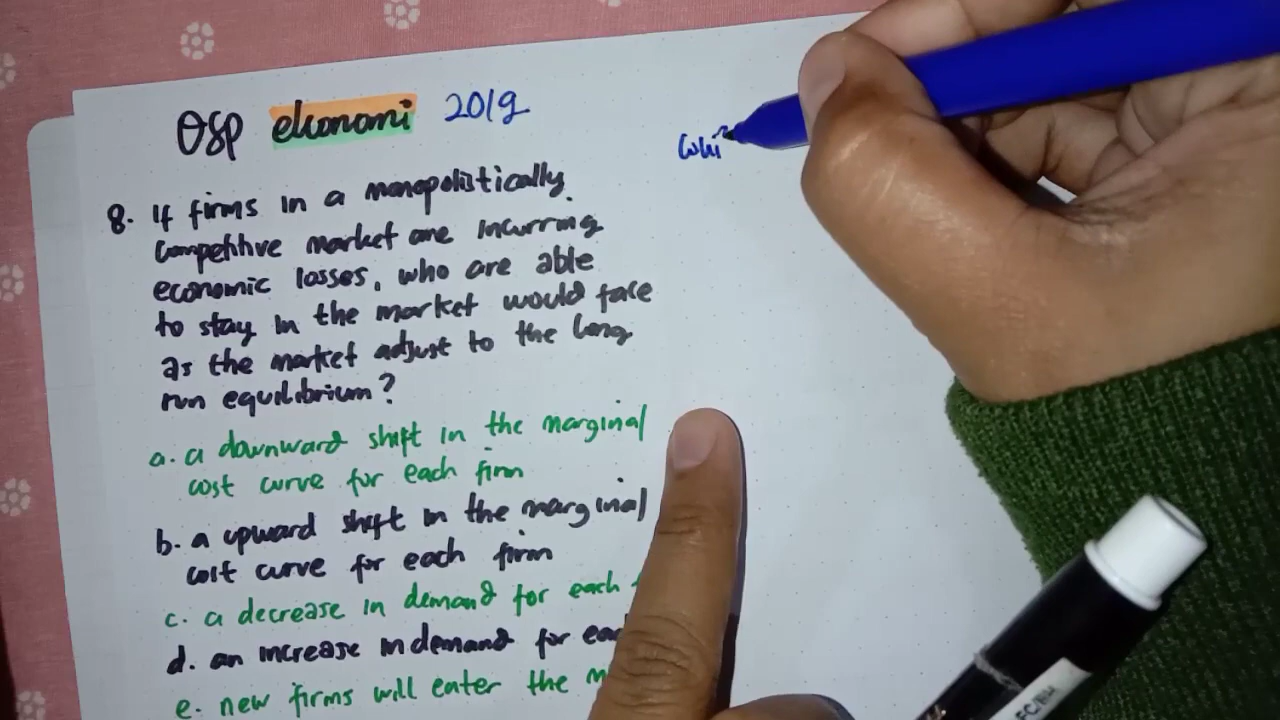 OSP ekonomi 2019
8. If firms in a monopolistically
competitive market are incurring
economic losses, who are able
to stay in the market would face
as the market adjust to the long
run equilibrium?
a. a downward shift in the marginal
cost curve for each firm
b. a upward shift in the marginal
cost curve for each firm
c. a decrease in demand for each
d. an increase in demand for
e. new firms will enter the